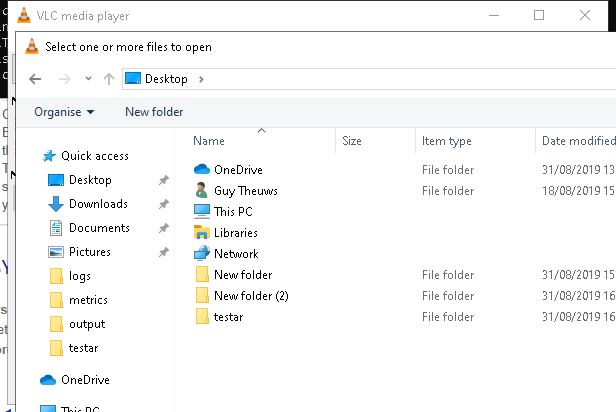 VLC media player
Select one or more files to open
Desktop
Organise New folder
Name Size Item type Date modified
Quick access
Desktop
Downloads
Documents
Pictures
logs
metrics
output
testar
OneDrive
This PC
OneDrive File folder 31/08/2019 13
Guy Theuws File folder 18/08/2019 15
This PC
Libraries
Network
New folder File folder 31/08/2019 15
New folder (2) File folder 31/08/2019 16
testar File folder 31/08/2019 16